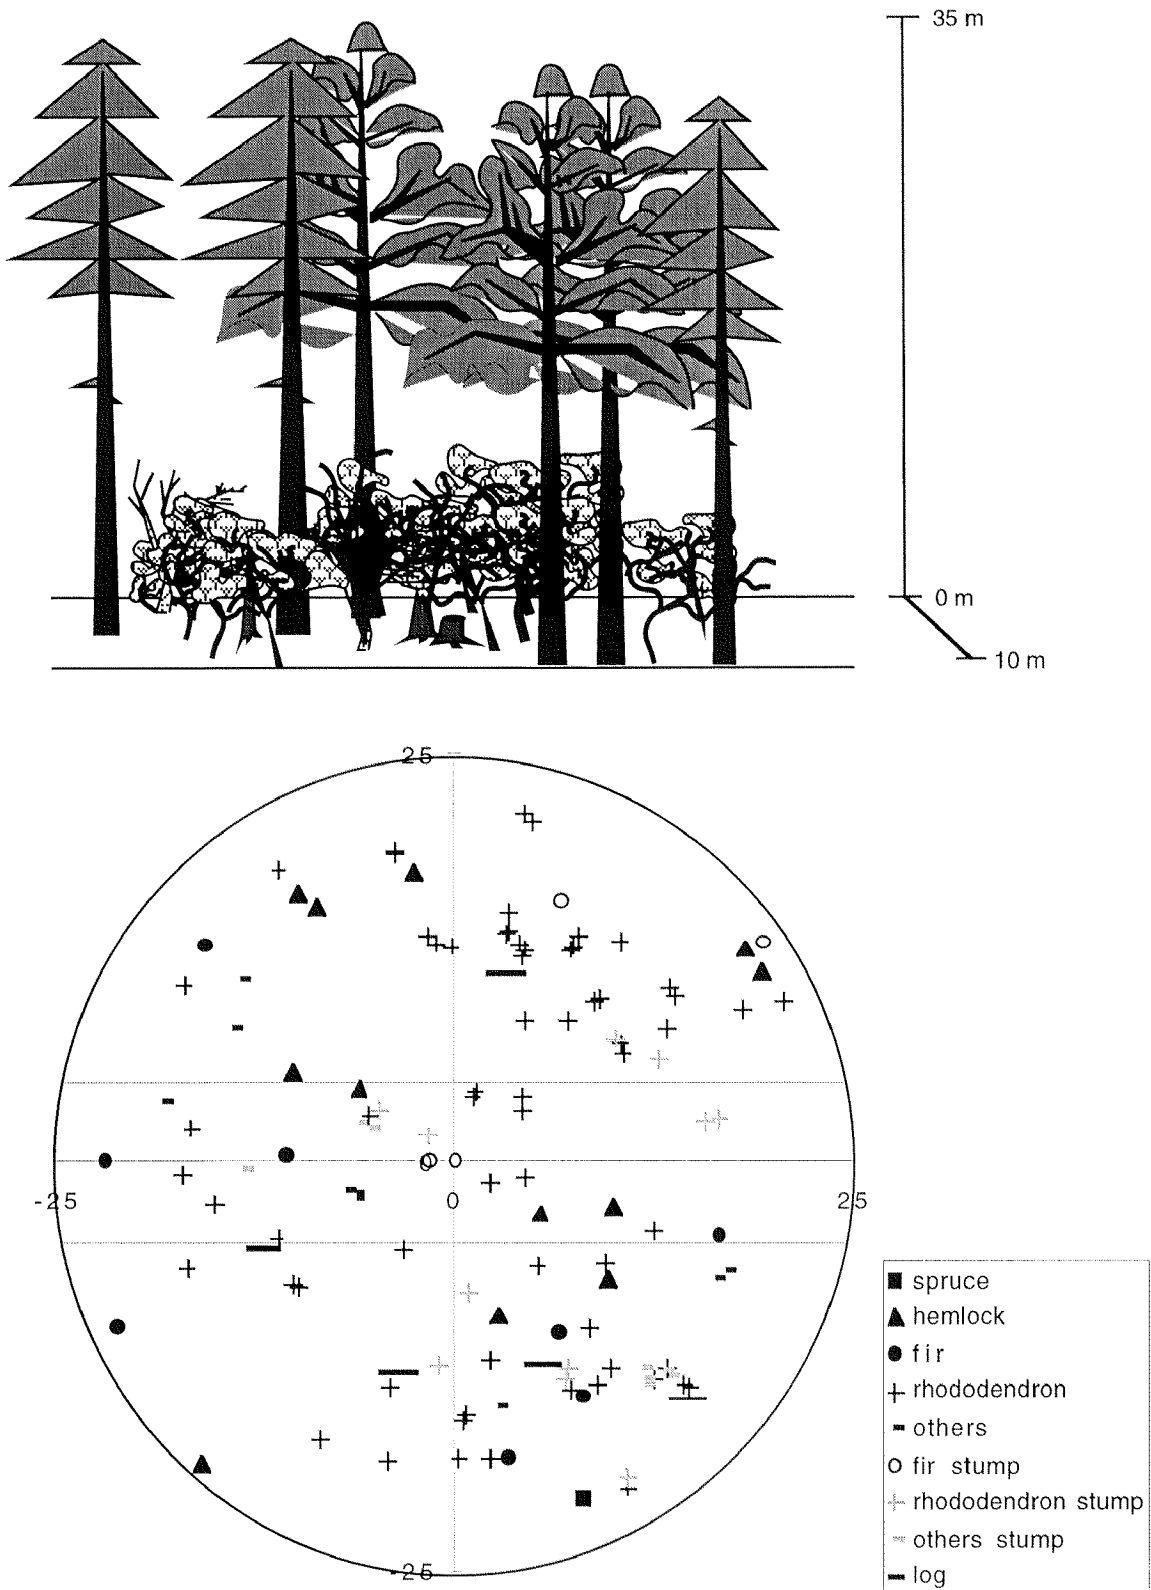 35 m
0 m
10 m
25
-25
0
25
-25
spruce
hemlock
fir
rhododendron
others
fir stump
rhododendron stump
others stump
log